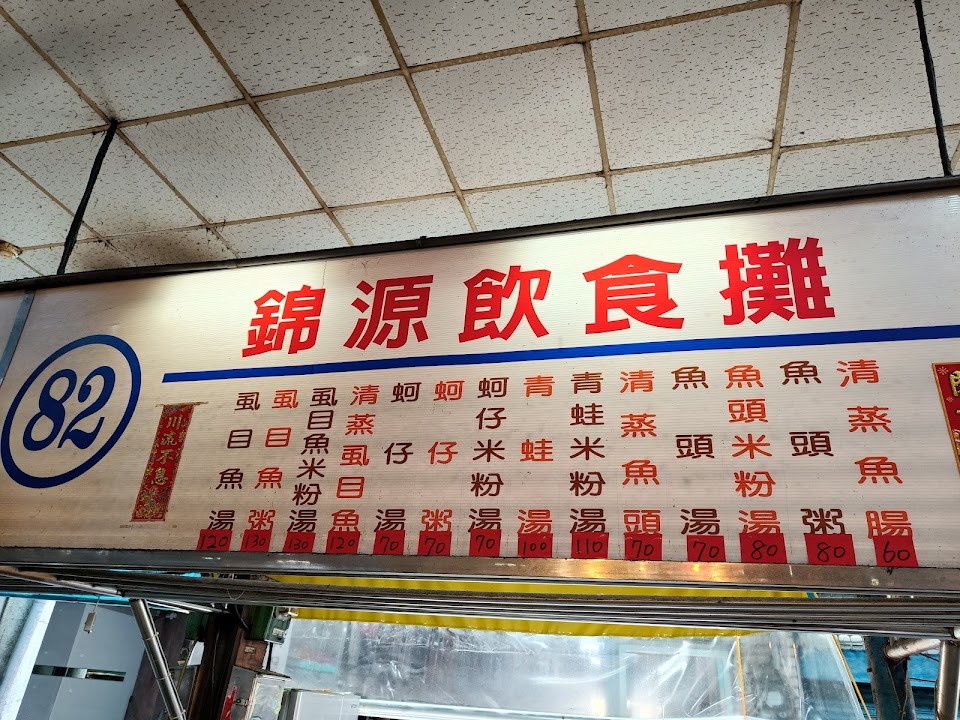 錦源飲食攤
82
川流不息
虱目魚湯 120
虱目魚粥 130
虱目魚米粉湯 130
清蒸虱目魚 120
蚵仔湯 70
蚵仔粥 70
蚵仔米粉湯 70
青蛙湯 100
青蛙米粉湯 110
清蒸魚頭 70
魚頭湯 70
魚頭米粉湯 80
魚頭粥 80
清蒸魚腸 60